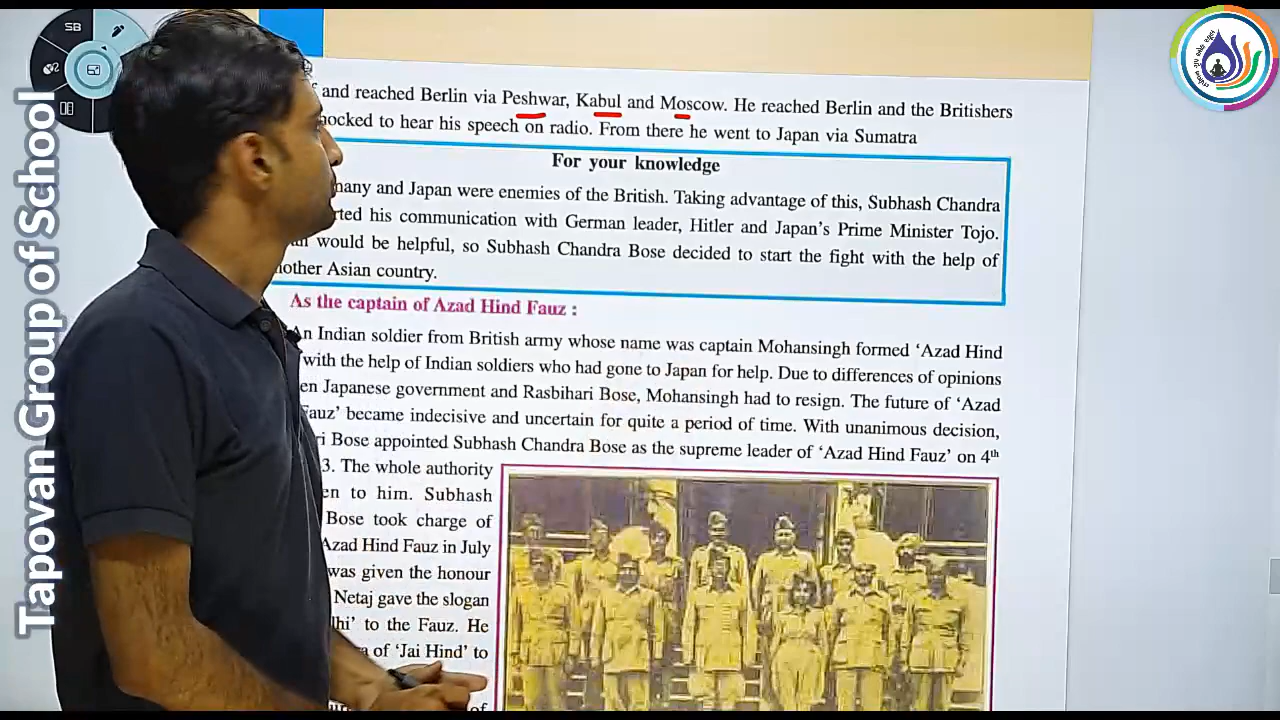 Tapovan Group of School
SB
and reached Berlin via Peshwar, Kabul and Moscow. He reached Berlin and the Britishers
hocked to hear his speech on radio. From there he went to Japan via Sumatra
For your knowledge
many and Japan were enemies of the British. Taking advantage of this, Subhash Chandra
rted his communication with German leader, Hitler and Japan's Prime Minister Tojo.
would be helpful, so Subhash Chandra Bose decided to start the fight with the help of
nother Asian country.
As the captain of Azad Hind Fauz :
An Indian soldier from British army whose name was captain Mohansingh formed 'Azad Hind
with the help of Indian soldiers who had gone to Japan for help. Due to differences of opinions
en Japanese government and Rasbihari Bose, Mohansingh had to resign. The future of 'Azad
Fauz' became indecisive and uncertain for quite a period of time. With unanimous decision,
ri Bose appointed Subhash Chandra Bose as the supreme leader of 'Azad Hind Fauz' on 4th
3. The whole authority
en to him. Subhash
Bose took charge of
Azad Hind Fauz in July
was given the honour
Netaj gave the slogan
lhi' to the Fauz. He
a of 'Jai Hind' to
of